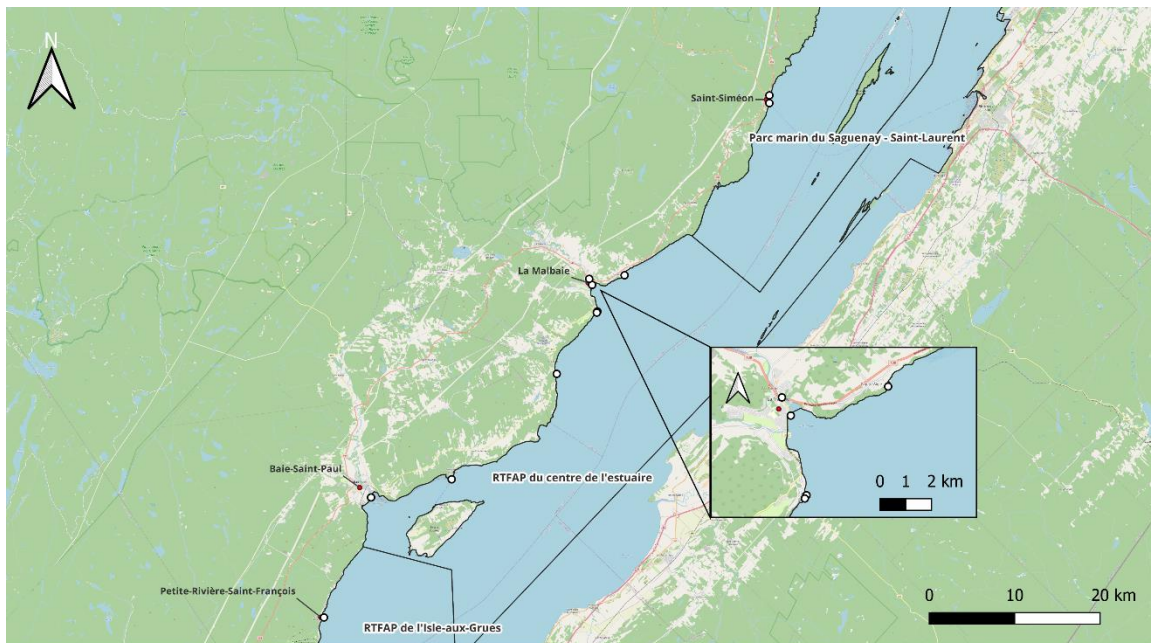 N
Saint-Siméon
Parc marin du Saguenay - Saint-Laurent
La Malbaie
Baie-Saint-Paul
RTFAP du centre de l'estuaire
0 1 2 km
Petite-Rivière-Saint-François
RTFAP de l'Isle-aux-Grues
0 10 20 km